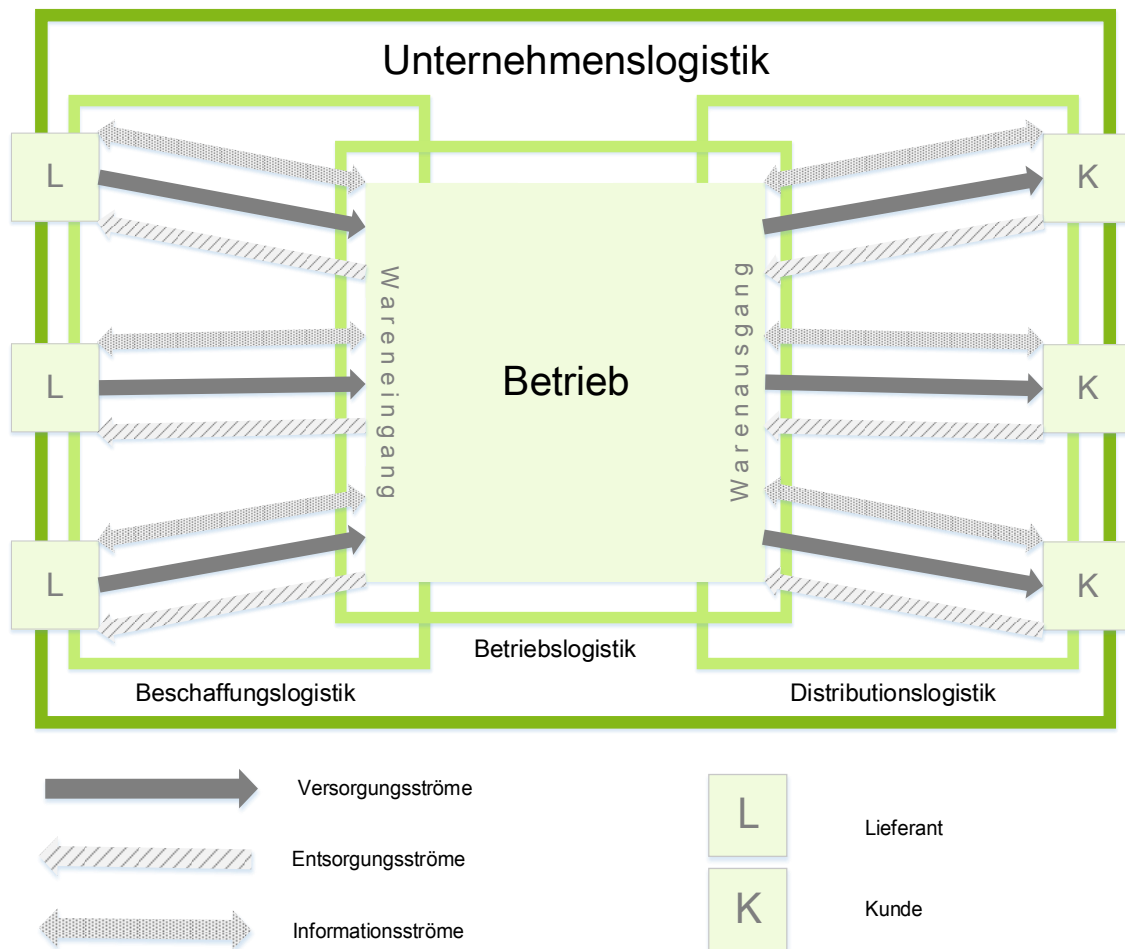 Unternehmenslogistik
L
K
Wareneingang
Warenausgang
L
Betrieb
K
L
K
Betriebslogistik
Beschaffungslogistik
Distributionslogistik
Versorgungsströme
L
Lieferant
Entsorgungsströme
K
Kunde
Informationsströme